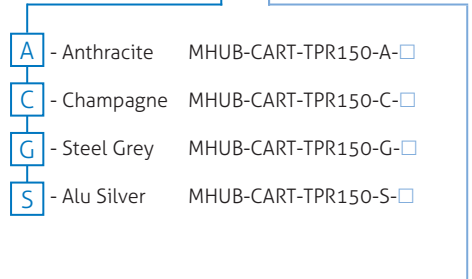 A - Anthracite MHUB-CART-TPR150-A-□
C - Champagne MHUB-CART-TPR150-C-□
G - Steel Grey MHUB-CART-TPR150-G-□
S - Alu Silver MHUB-CART-TPR150-S-□